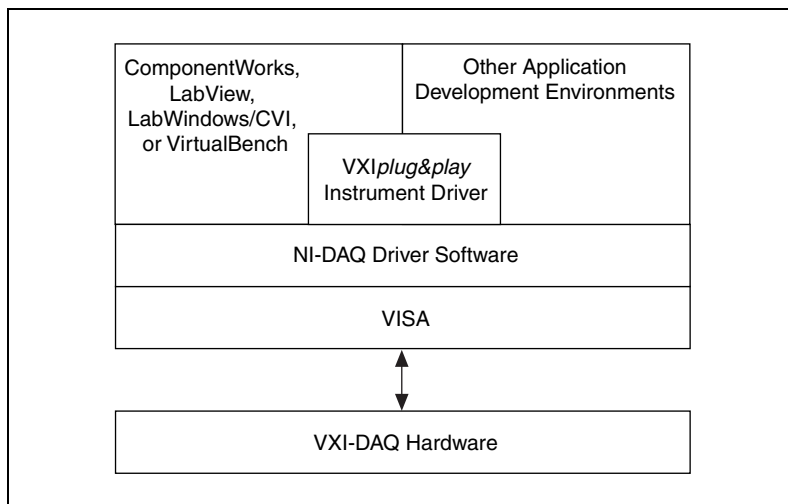 ComponentWorks,
LabView,
LabWindows/CVI,
or VirtualBench
Other Application
Development Environments
VXIplug&play
Instrument Driver
NI-DAQ Driver Software
VISA
VXI-DAQ Hardware